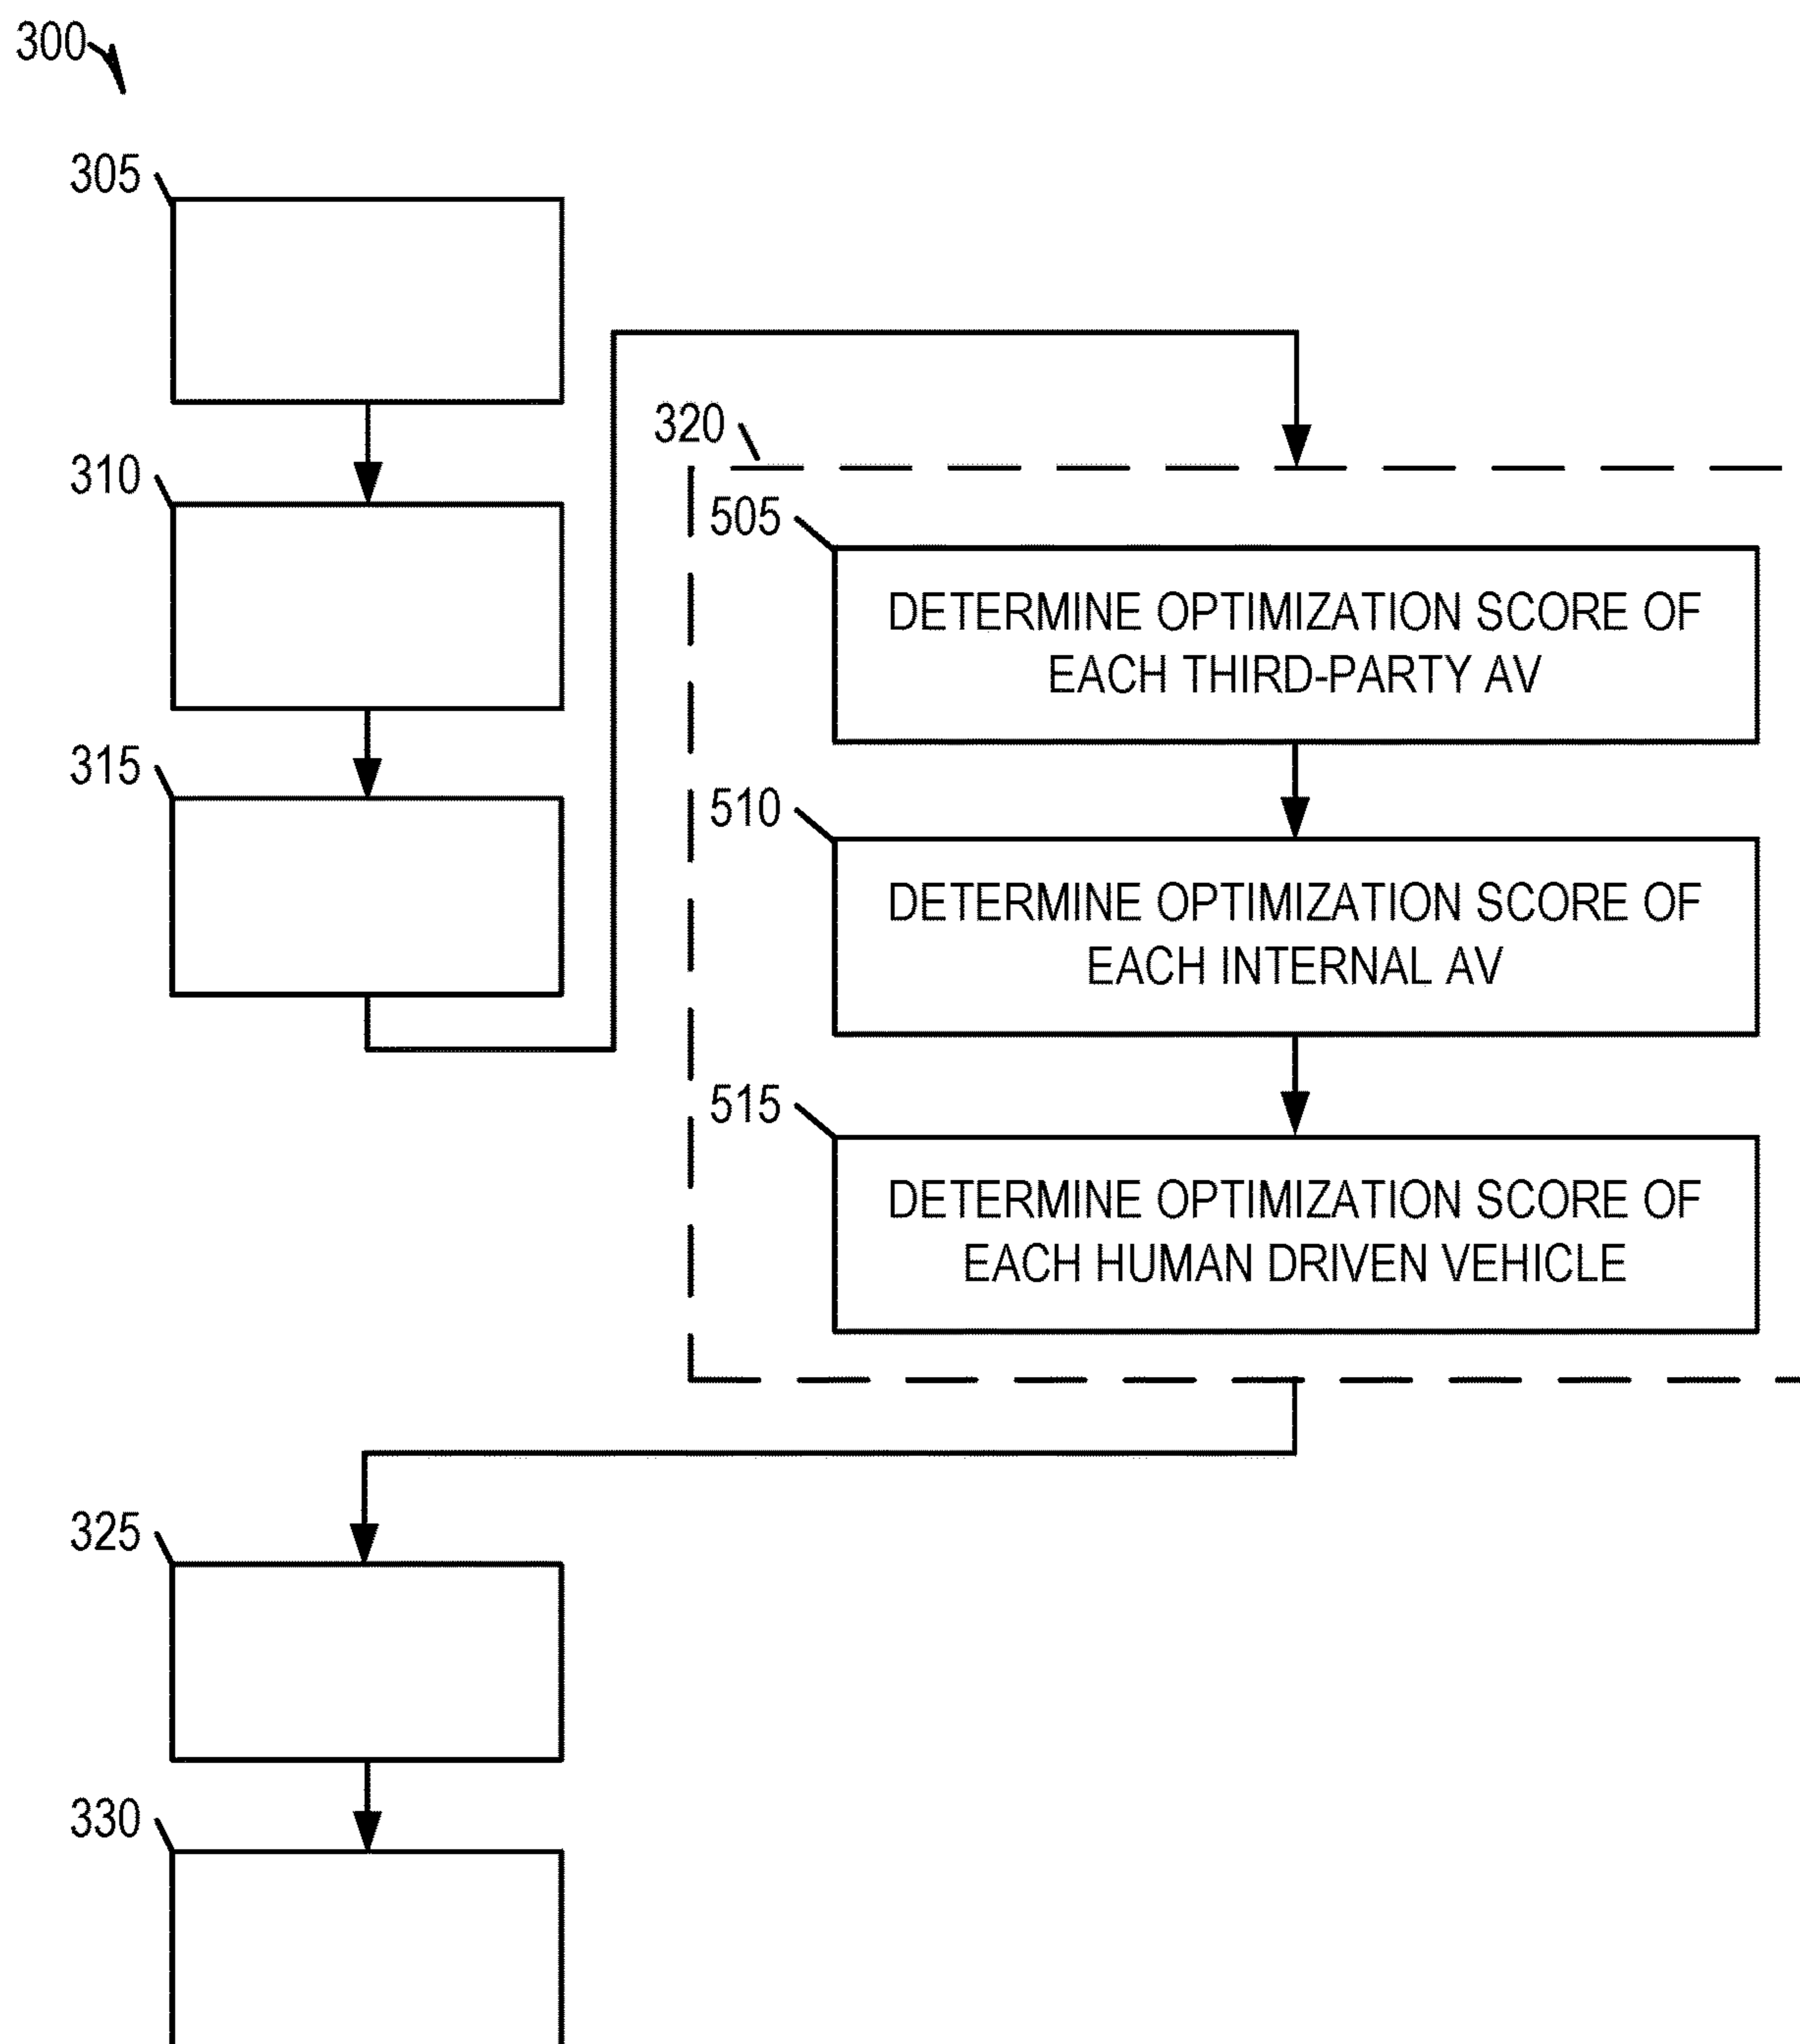 300
305
310
315
320
505
DETERMINE OPTIMIZATION SCORE OF
EACH THIRD-PARTY AV
510
DETERMINE OPTIMIZATION SCORE OF
EACH INTERNAL AV
515
DETERMINE OPTIMIZATION SCORE OF
EACH HUMAN DRIVEN VEHICLE
325
330